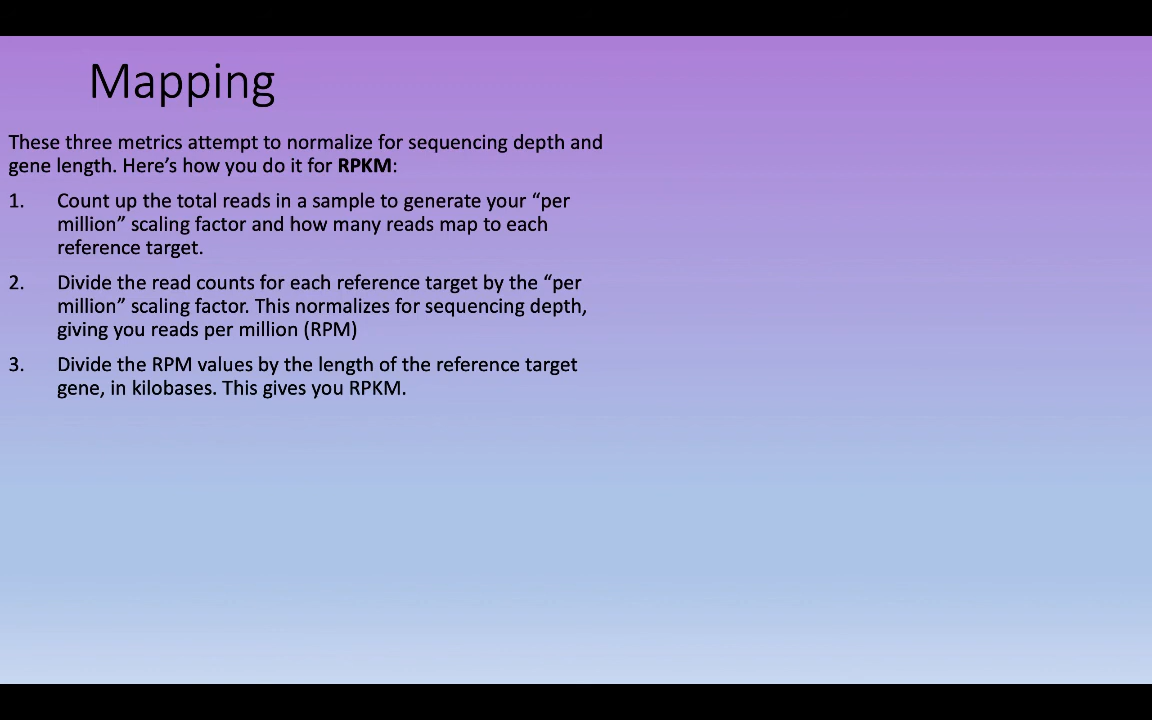 Mapping
These three metrics attempt to normalize for sequencing depth and
gene length. Here’s how you do it for RPKM:
1. Count up the total reads in a sample to generate your “per
million” scaling factor and how many reads map to each
reference target.
2. Divide the read counts for each reference target by the “per
million” scaling factor. This normalizes for sequencing depth,
giving you reads per million (RPM)
3. Divide the RPM values by the length of the reference target
gene, in kilobases. This gives you RPKM.